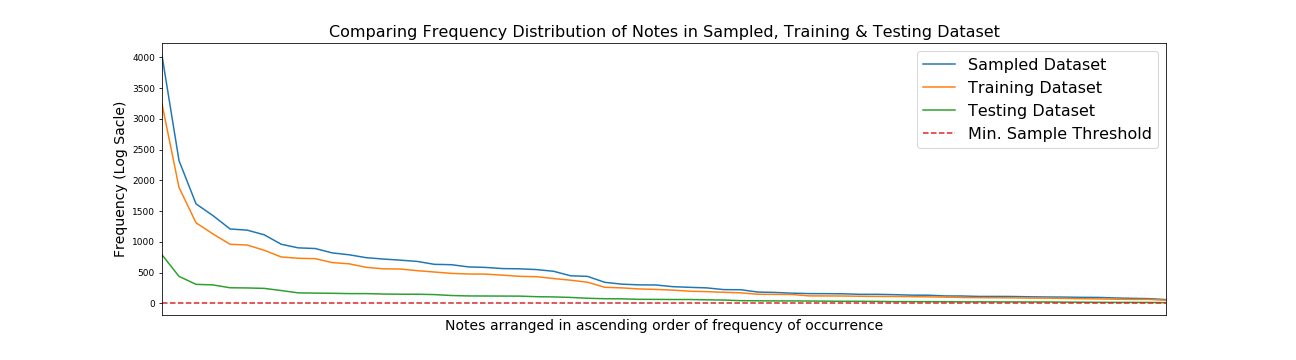 Comparing Frequency Distribution of Notes in Sampled, Training & Testing Dataset
Frequency (Log Sacle)
4000
3500
3000
2500
2000
1500
1000
500
0
Sampled Dataset
Training Dataset
Testing Dataset
Min. Sample Threshold
Notes arranged in ascending order of frequency of occurrence